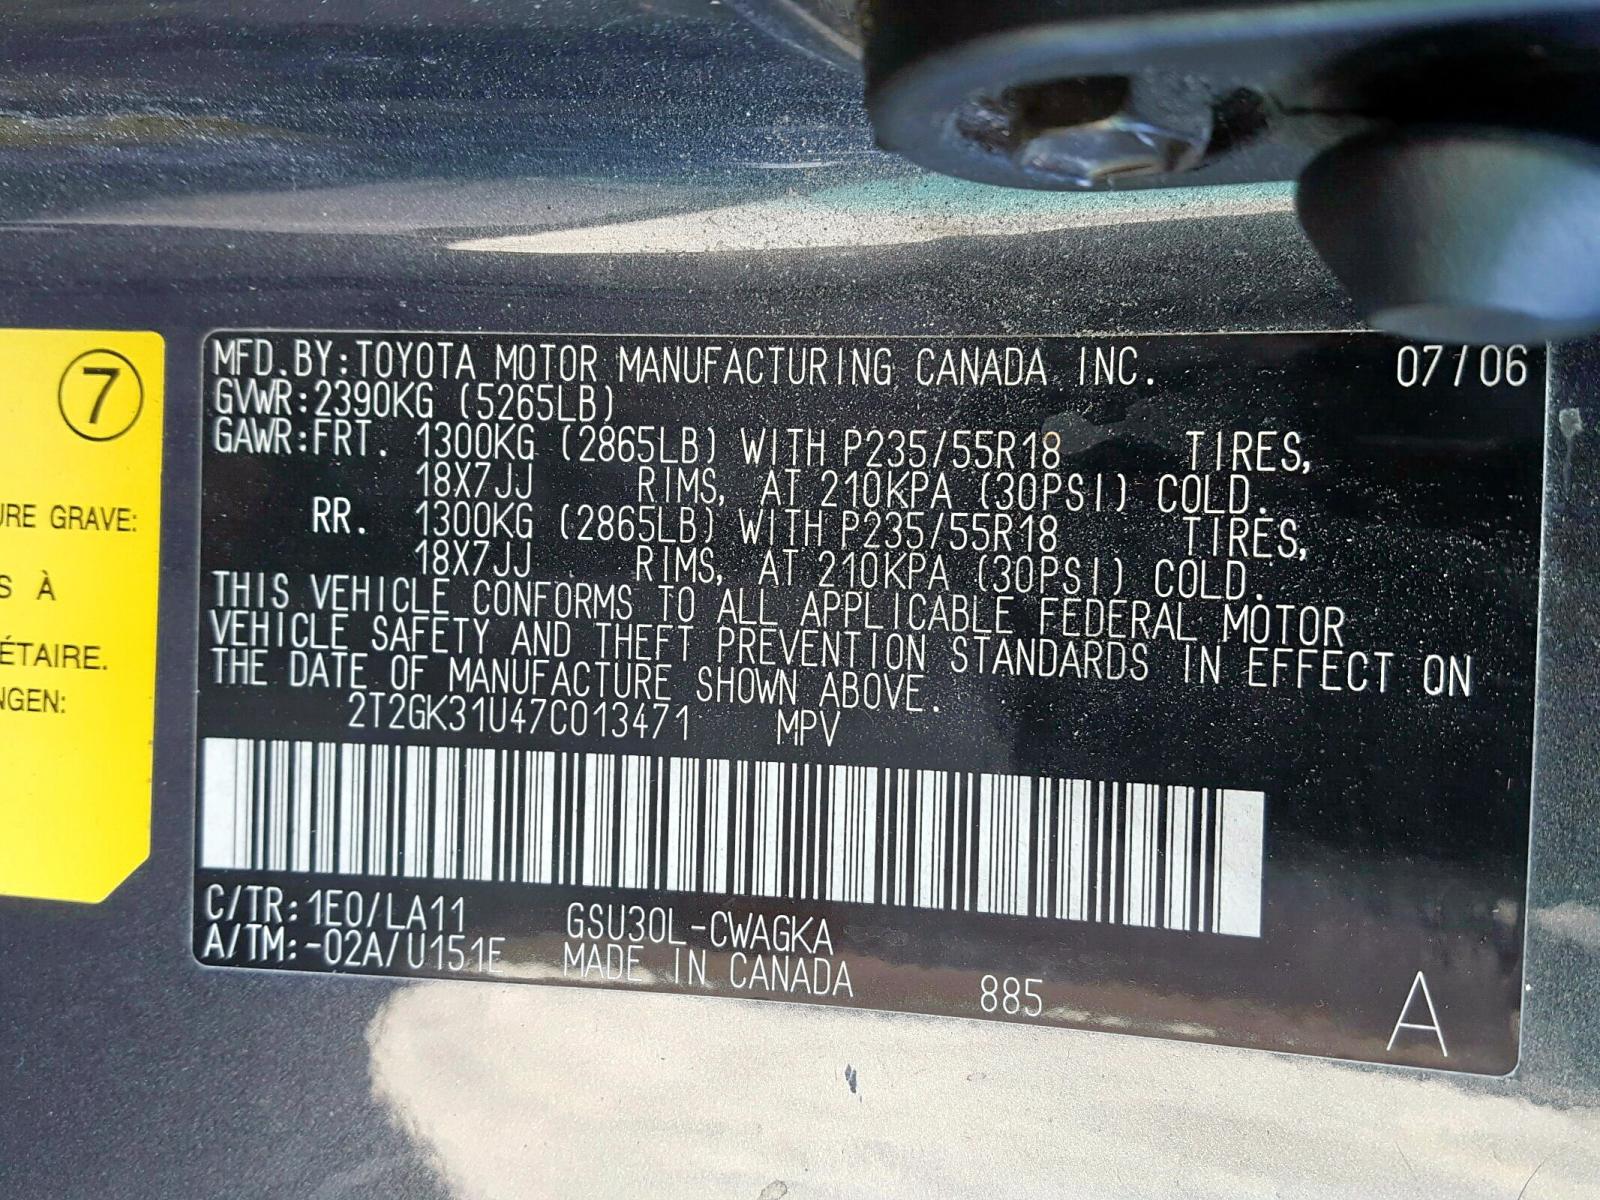 7
URE GRAVE:
S À
ÉTAIRE.
NGEN:
MFD.BY:TOYOTA MOTOR MANUFACTURING CANADA INC. 07/06
GVWR:2390KG (5265LB)
GAWR:FRT. 1300KG (2865LB) WITH P235/55R18 TIRES,
18X7JJ RIMS, AT 210KPA (30PSI) COLD.
RR. 1300KG (2865LB) WITH P235/55R18 TIRES,
18X7JJ RIMS, AT 210KPA (30PSI) COLD.
THIS VEHICLE CONFORMS TO ALL APPLICABLE FEDERAL MOTOR
VEHICLE SAFETY AND THEFT PREVENTION STANDARDS IN EFFECT ON
THE DATE OF MANUFACTURE SHOWN ABOVE.
2T2GK31U47C013471 MPV
C/TR:1E0/LA11 GSU30L-CWAGKA
A/TM:-02A/U151E MADE IN CANADA 885
A